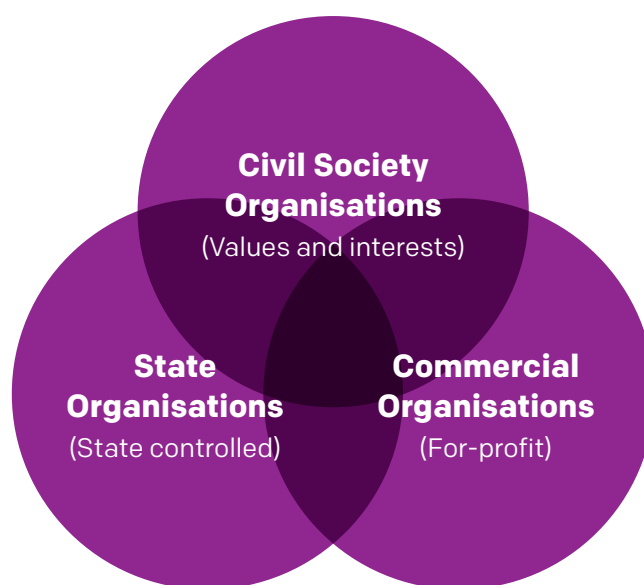 Civil Society
Organisations
(Values and interests)
State
Organisations
(State controlled)
Commercial
Organisations
(For-profit)